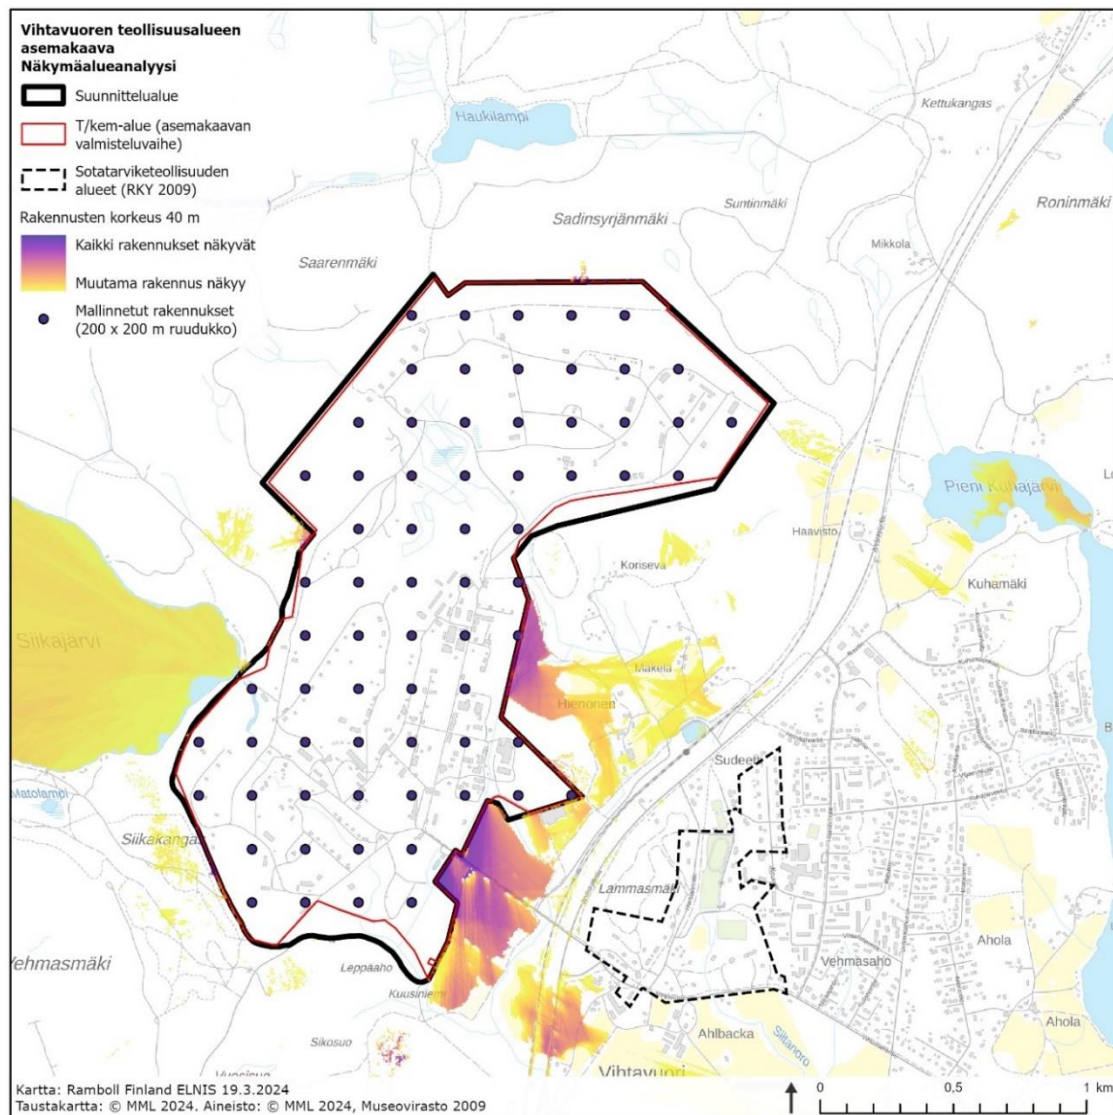 Vihtavuoren teollisuusalueen
asemakaava
Näkymäalueanalyysi
Suunnittelualue
T/kem-alue (asemakaavan
valmisteluvaihe)
Sotatarviketeollisuuden
alueet (RKY 2009)
Rakennusten korkeus 40 m
Kaikki rakennukset näkyvät
Muutama rakennus näkyy
Mallinnetut rakennukset
(200 x 200 m ruudukko)
Haukilampi
Kettukangas
Sadinsyrjänmäki
Suntinmäki
Roninmäki
Mikkola
Saarenmäki
Pieni Kuhajärvi
Haavisto
Koriseva
Kuhamäki
Siikajärvi
Mäkelä
Hienonen
Sudeeti
Matolampi
Siikakangas
Lammasmäki
Vehmasaho
Ahola
Leppäaho
Kuusiniemi
Sikosuo
Ahlbacka
Siltanoro
Ahola
Vihtavuori
Kartta: Ramboll Finland ELNIS 19.3.2024
Taustakartta: © MML 2024. Aineisto: © MML 2024, Museovirasto 2009
0 0,5 1 km